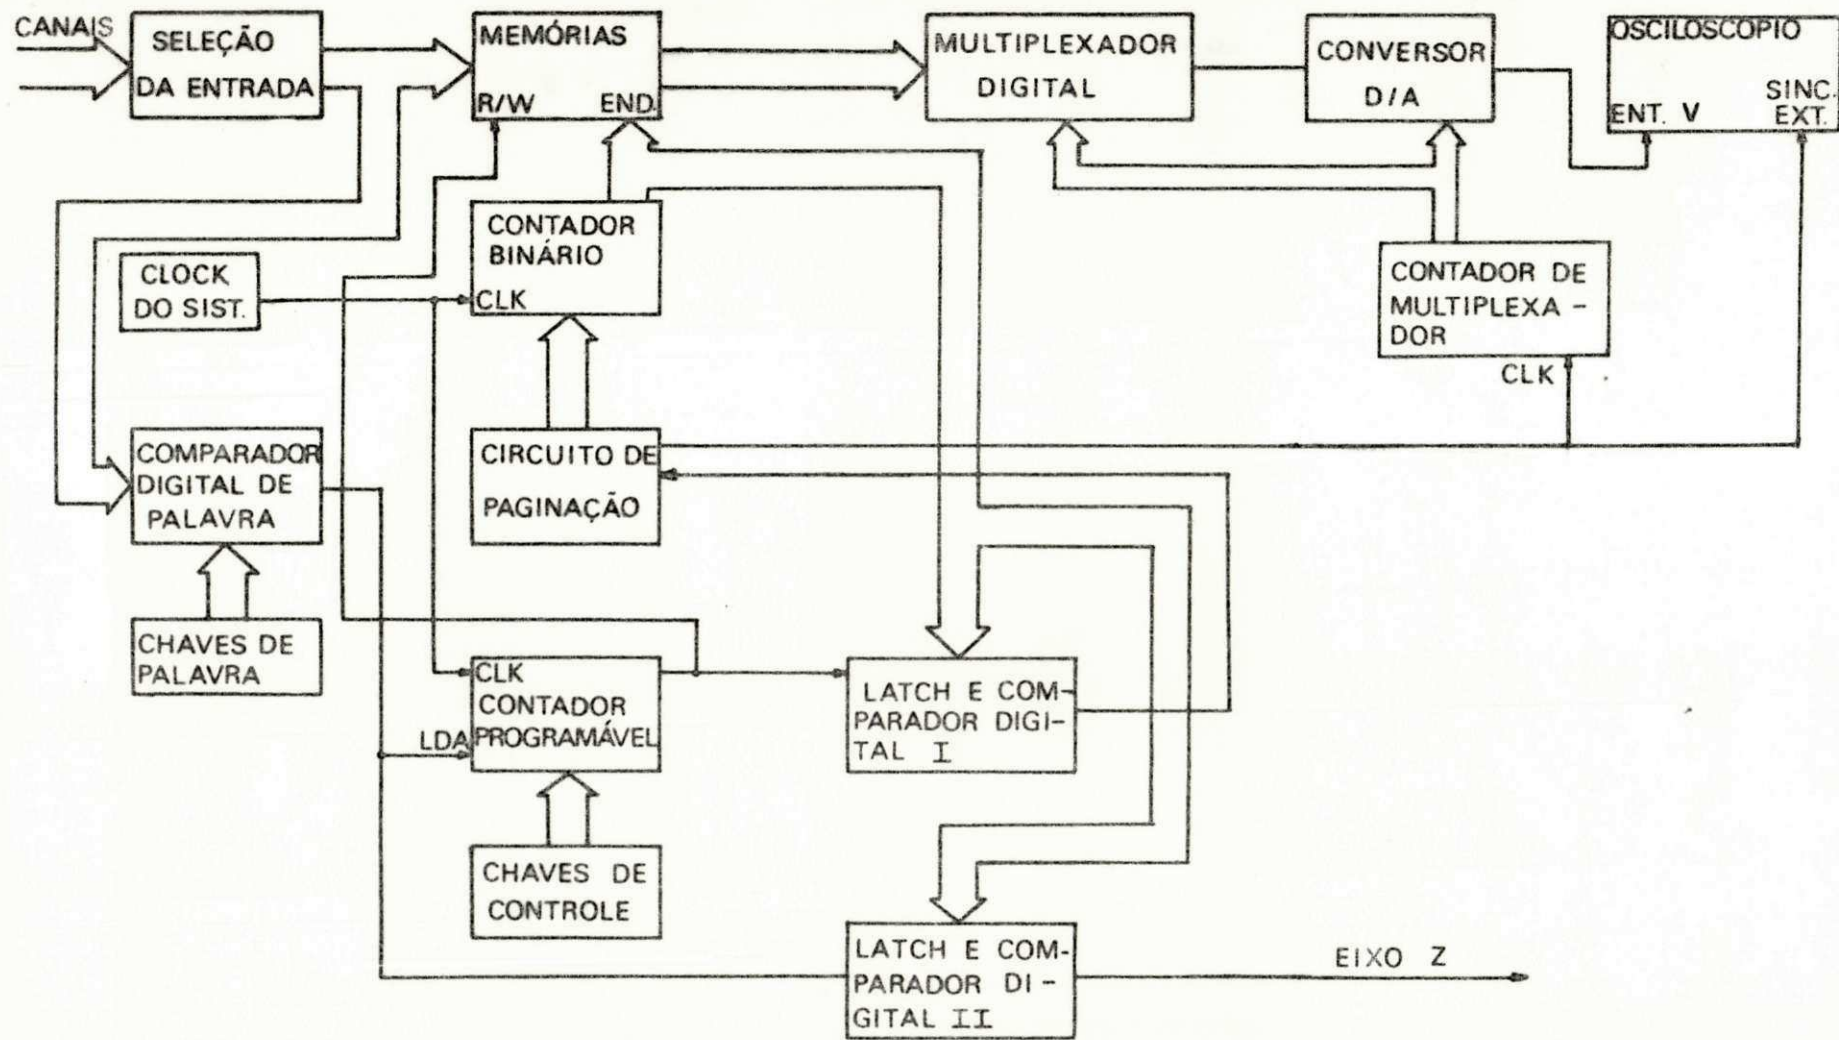 CANAIS
SELEÇÃO
DA ENTRADA
MEMÓRIAS
R/W END.
MULTIPLEXADOR
DIGITAL
CONVERSOR
D/A
OSCILOSCOPIO
SINC.
ENT. V EXT.
CONTADOR
BINÁRIO
CLK
CLOCK
DO SIST.
CONTADOR DE
MULTIPLEXA -
DOR
CLK
COMPARADOR
DIGITAL DE
PALAVRA
CIRCUITO DE
PAGINAÇÃO
CHAVES DE
PALAVRA
CLK
CONTADOR
LDA PROGRAMÁVEL
LATCH E COM-
PARADOR DIGI-
TAL I
CHAVES DE
CONTROLE
LATCH E COM-
PARADOR DI -
GITAL II
EIXO Z